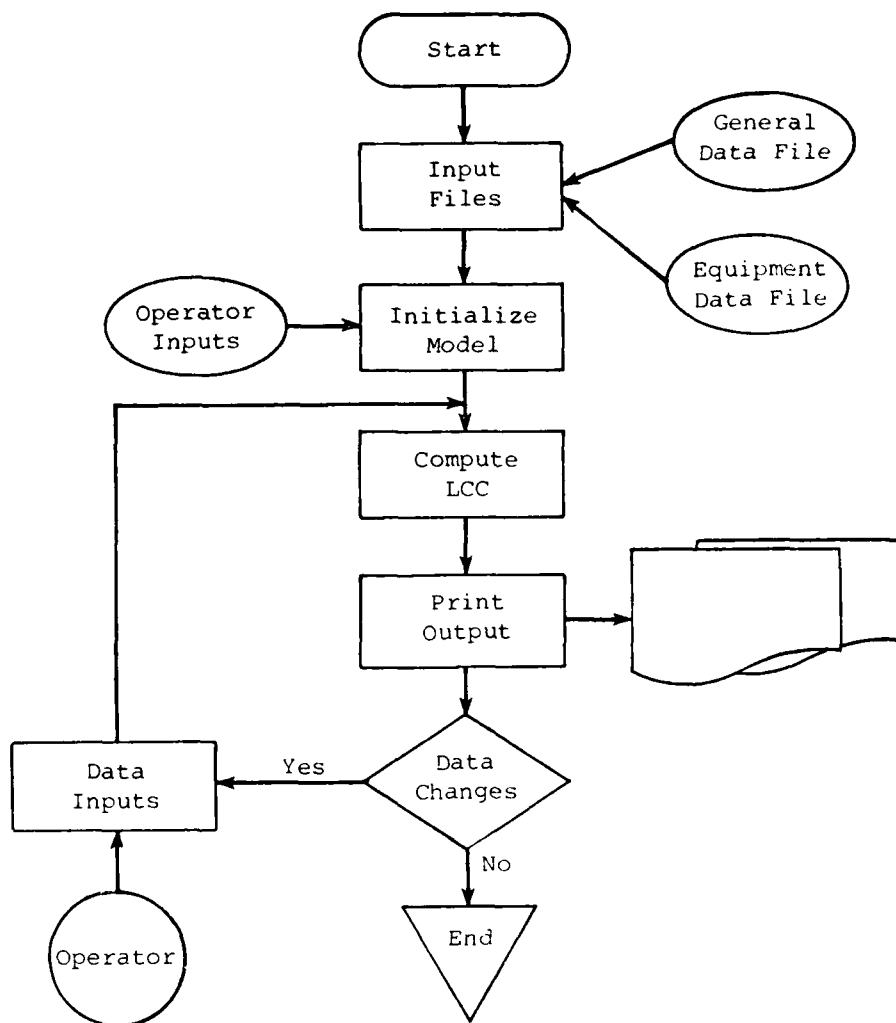 Start
General
Data File
Input
Files
Equipment
Data File
Operator
Inputs
Initialize
Model
Compute
LCC
Print
Output
Data
Changes
Yes
Data
Inputs
No
End
Operator